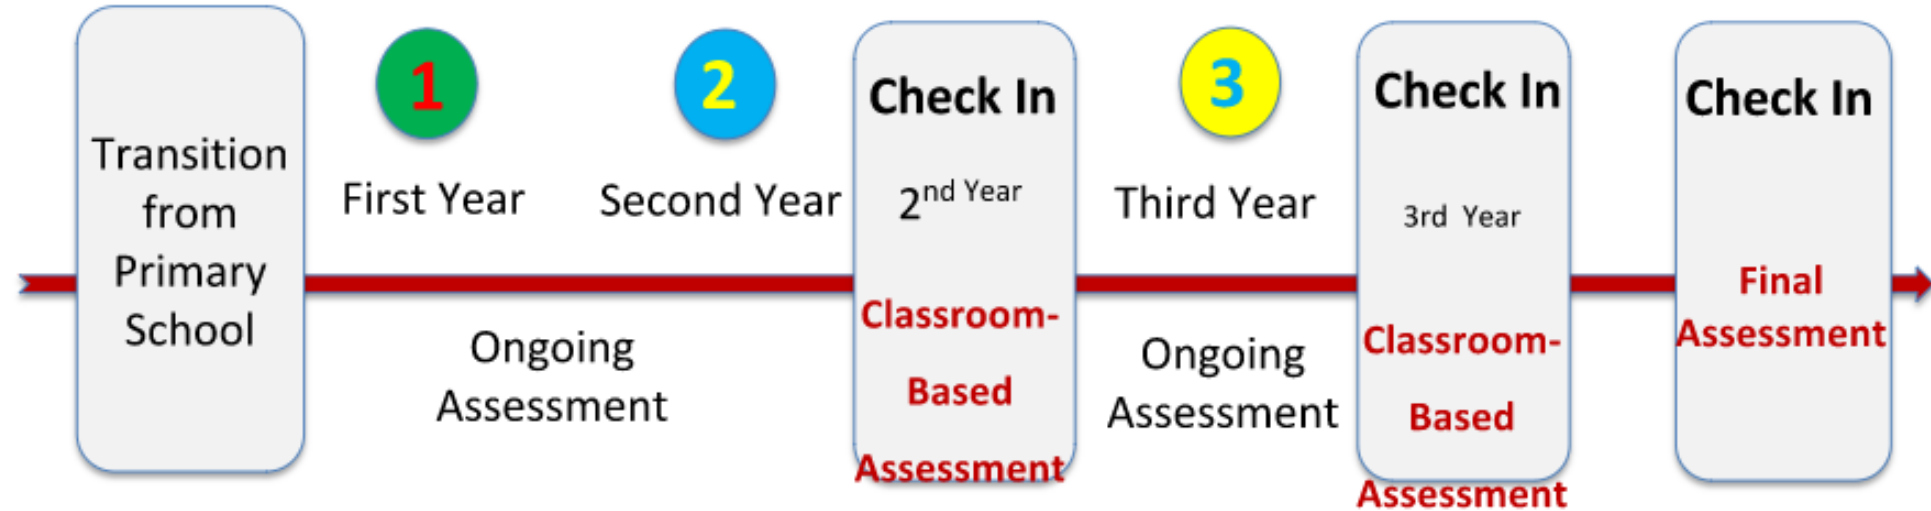 Transition
from
Primary
School
1
First Year
2
Second Year
Ongoing
Assessment
Check In
2nd Year
Classroom-
Based
Assessment
3
Third Year
Ongoing
Assessment
Check In
3rd Year
Classroom-
Based
Assessment
Check In
Final
Assessment